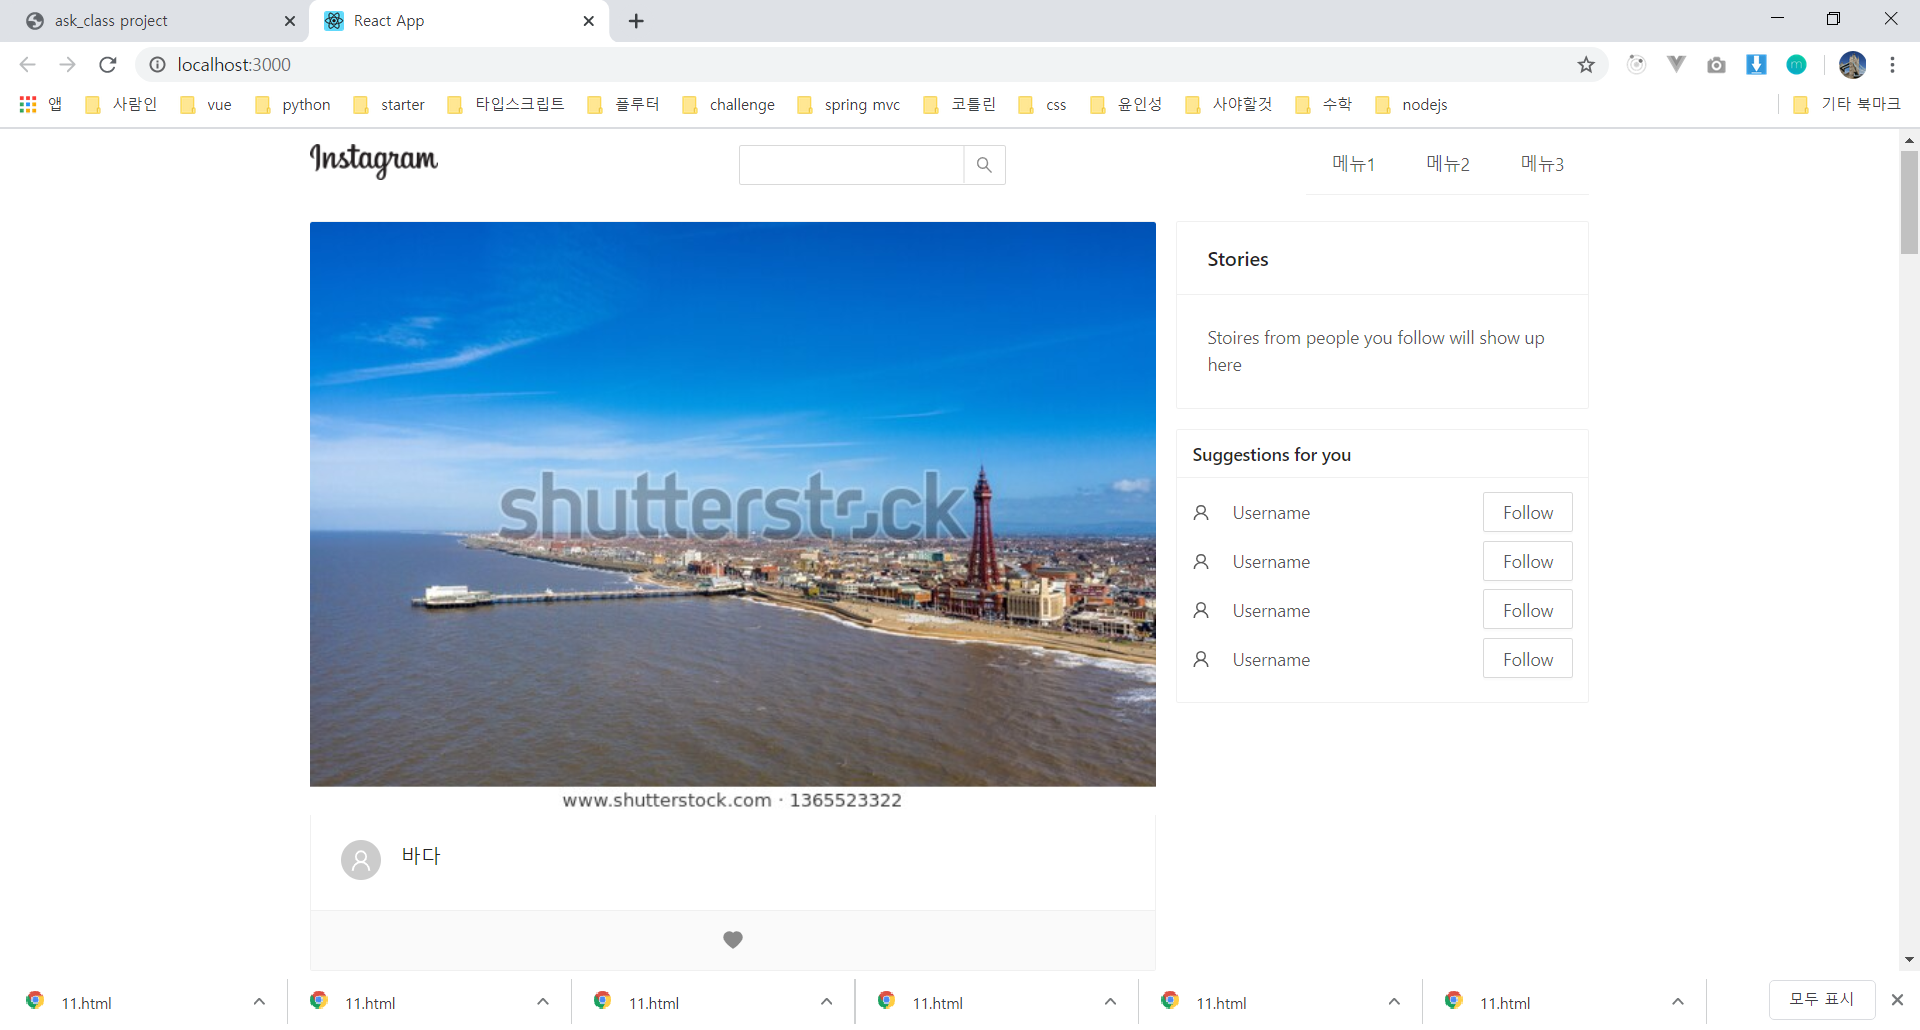 ask_class project
React App
localhost:3000
앱
사람인
vue
python
starter
타입스크립트
플루터
challenge
spring mvc
코틀린
css
윤인성
사야할것
수학
nodejs
기타 북마크
Instagram
메뉴1
메뉴2
메뉴3
shutterstock
www.shutterstock.com · 1365523322
바다
Stories
Stoires from people you follow will show up
here
Suggestions for you
Username
Follow
Username
Follow
Username
Follow
Username
Follow
11.html
11.html
11.html
11.html
11.html
11.html
모두 표시